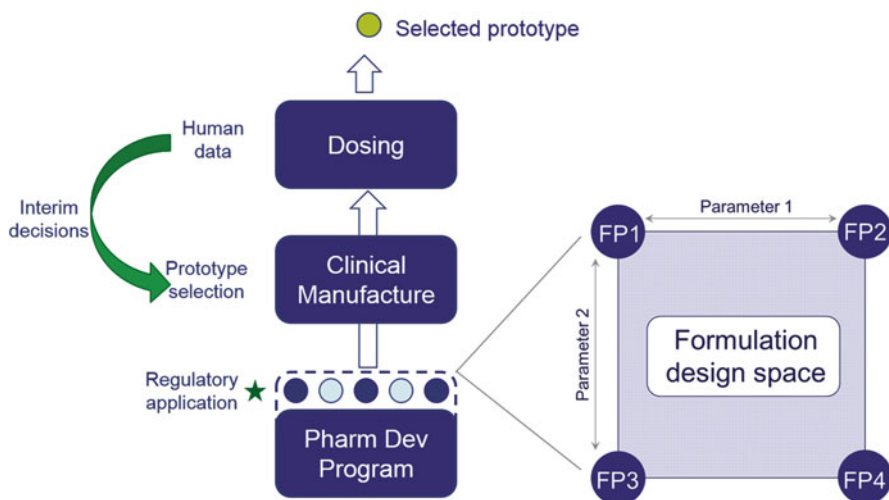 Selected prototype
Human
data
Dosing
Interim
decisions
Prototype
selection
Clinical
Manufacture
Regulatory
application
Pharm Dev
Program
FP1
Parameter 1
FP2
Parameter 2
Formulation
design space
FP3
FP4